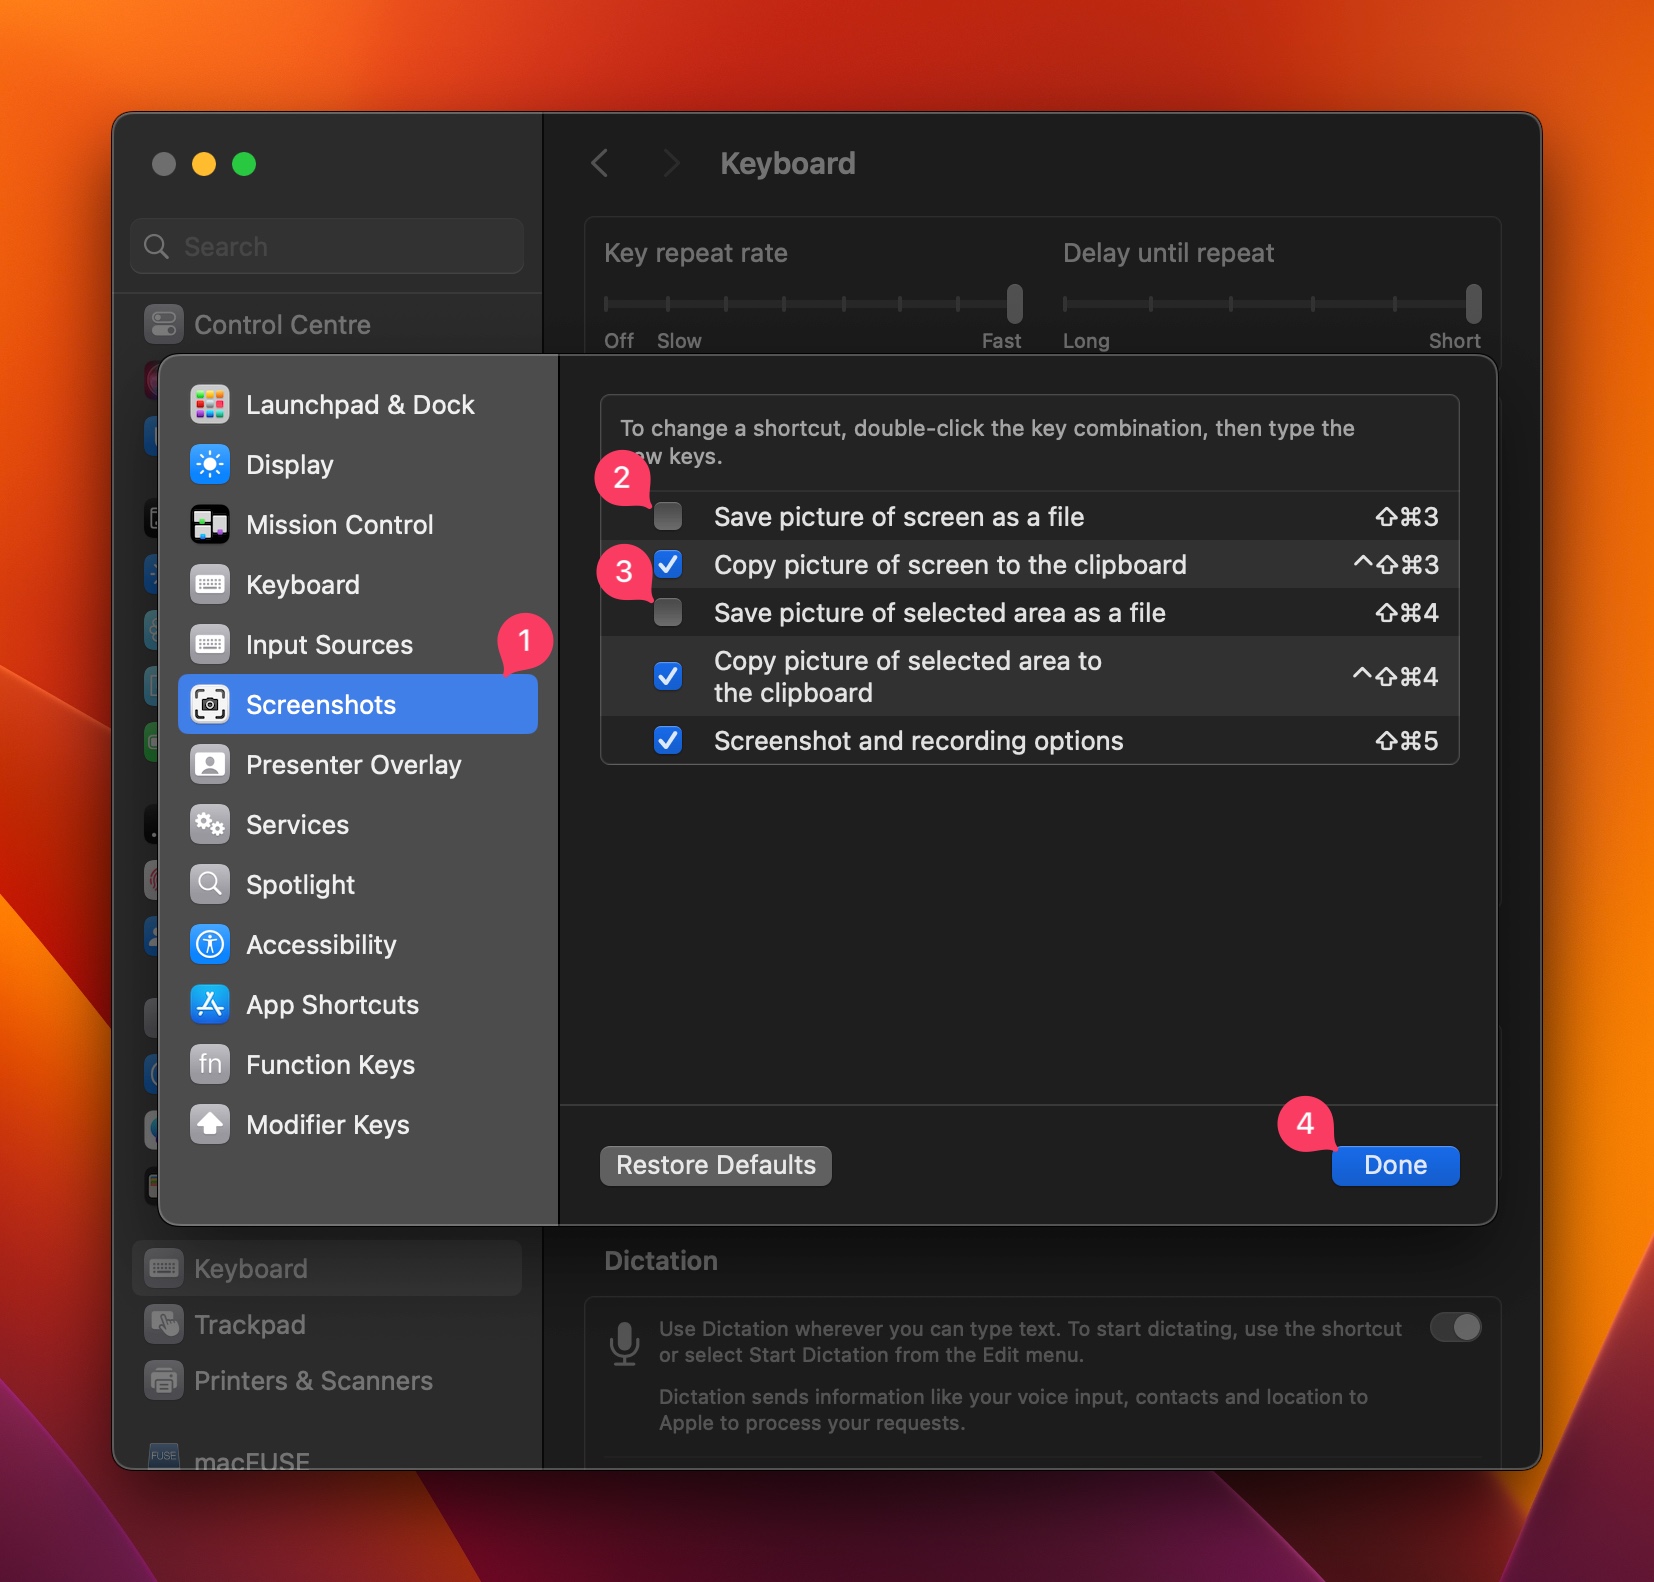 Keyboard
Search
Key repeat rate
Delay until repeat
Off
Slow
Fast
Long
Short
Control Centre
Launchpad & Dock
Display
Mission Control
Keyboard
Input Sources
1
Screenshots
Presenter Overlay
Services
Spotlight
Accessibility
App Shortcuts
fn
Function Keys
Modifier Keys
To change a shortcut, double-click the key combination, then type the
keys.
2
Save picture of screen as a file
⇧⌘3
3
Copy picture of screen to the clipboard
^⇧⌘3
Save picture of selected area as a file
⇧⌘4
Copy picture of selected area to
the clipboard
^⇧⌘4
Screenshot and recording options
⇧⌘5
Restore Defaults
4
Done
Keyboard
Trackpad
Printers & Scanners
FUSE
macFUSE
Dictation
Use Dictation wherever you can type text. To start dictating, use the shortcut
or select Start Dictation from the Edit menu.
Dictation sends information like your voice input, contacts and location to
Apple to process your requests.